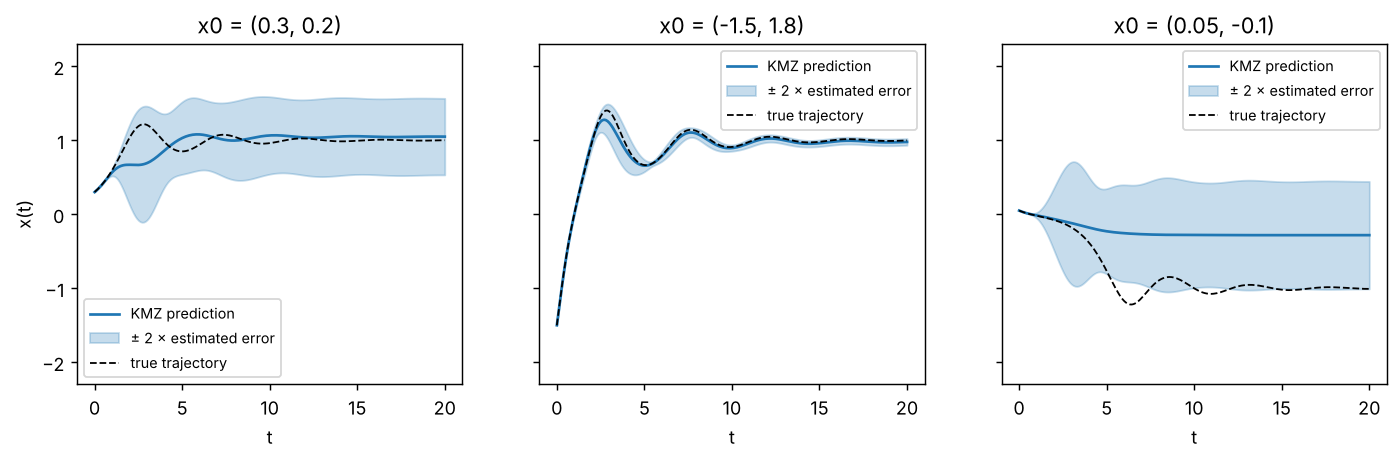 x0 = (0.3, 0.2)
x(t)
2
1
0
−1
−2
KMZ prediction
± 2 × estimated error
true trajectory
0 5 10 15 20
t
x0 = (-1.5, 1.8)
KMZ prediction
± 2 × estimated error
true trajectory
0 5 10 15 20
t
x0 = (0.05, -0.1)
KMZ prediction
± 2 × estimated error
true trajectory
0 5 10 15 20
t